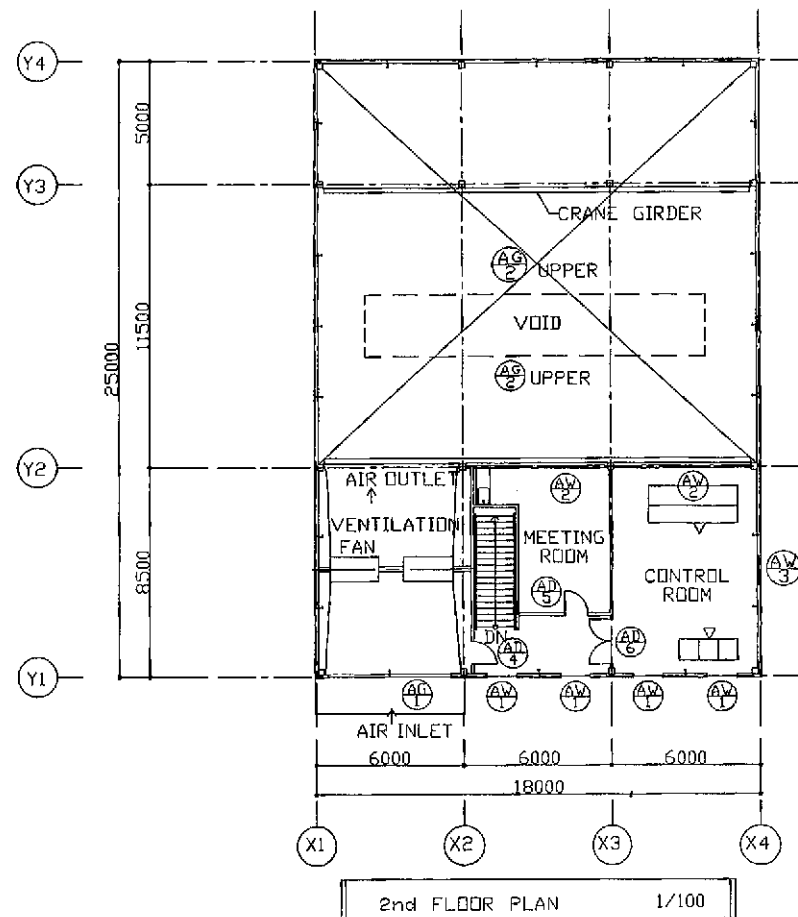 Y4
5000
Y3
CRANE GIRDER
AG
2
UPPER
VOID
11500
25000
AG
2
UPPER
Y2
AIR OUTLET
AW
2
AW
2
VENTILATION
FAN
MEETING
ROOM
8500
AW
3
CONTROL
ROOM
AD
5
DN
AD
4
AD
6
Y1
AG
1
AW
1
AW
1
AW
1
AW
1
AIR INLET
6000
6000
6000
18000
X1
X2
X3
X4
2nd FLOOR PLAN 1/100